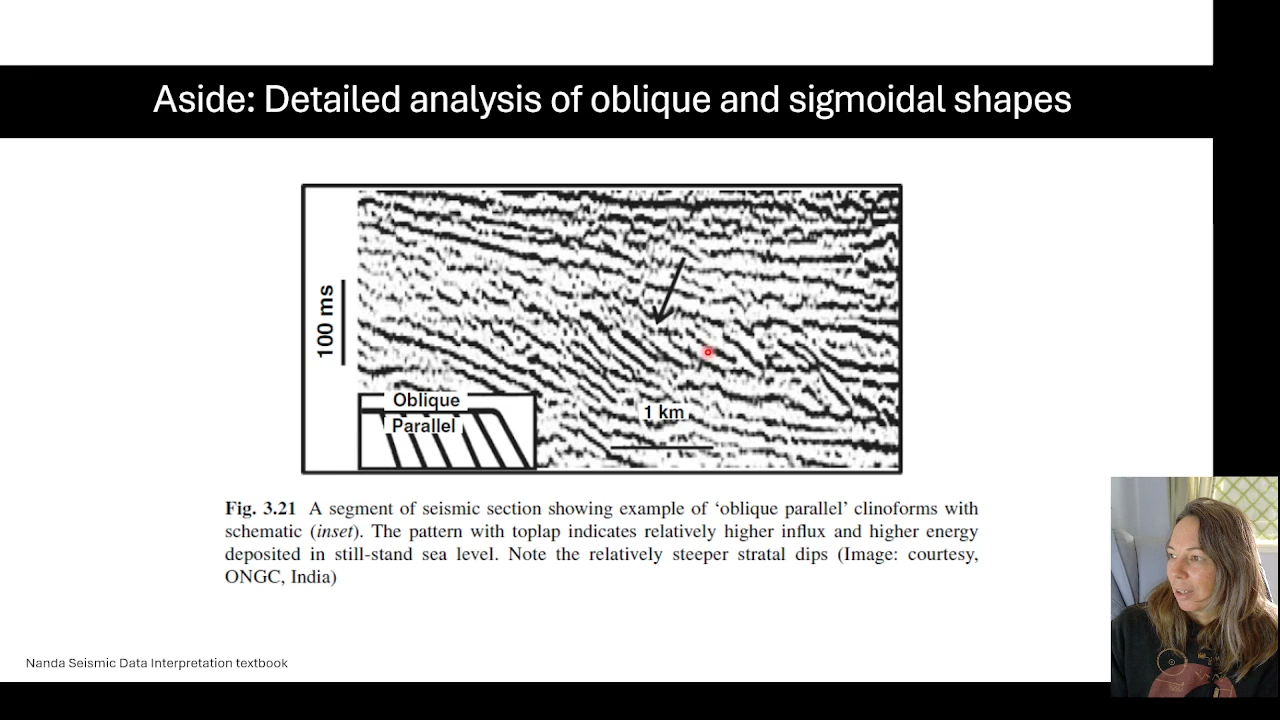 Aside: Detailed analysis of oblique and sigmoidal shapes
100 ms
1 km
Oblique
Parallel
Fig. 3.21 A segment of seismic section showing example of ‘oblique parallel’ clinoforms with
schematic (inset). The pattern with toplap indicates relatively higher influx and higher energy
deposited in still-stand sea level. Note the relatively steeper stratal dips (Image: courtesy,
ONGC, India)
Nanda Seismic Data Interpretation textbook